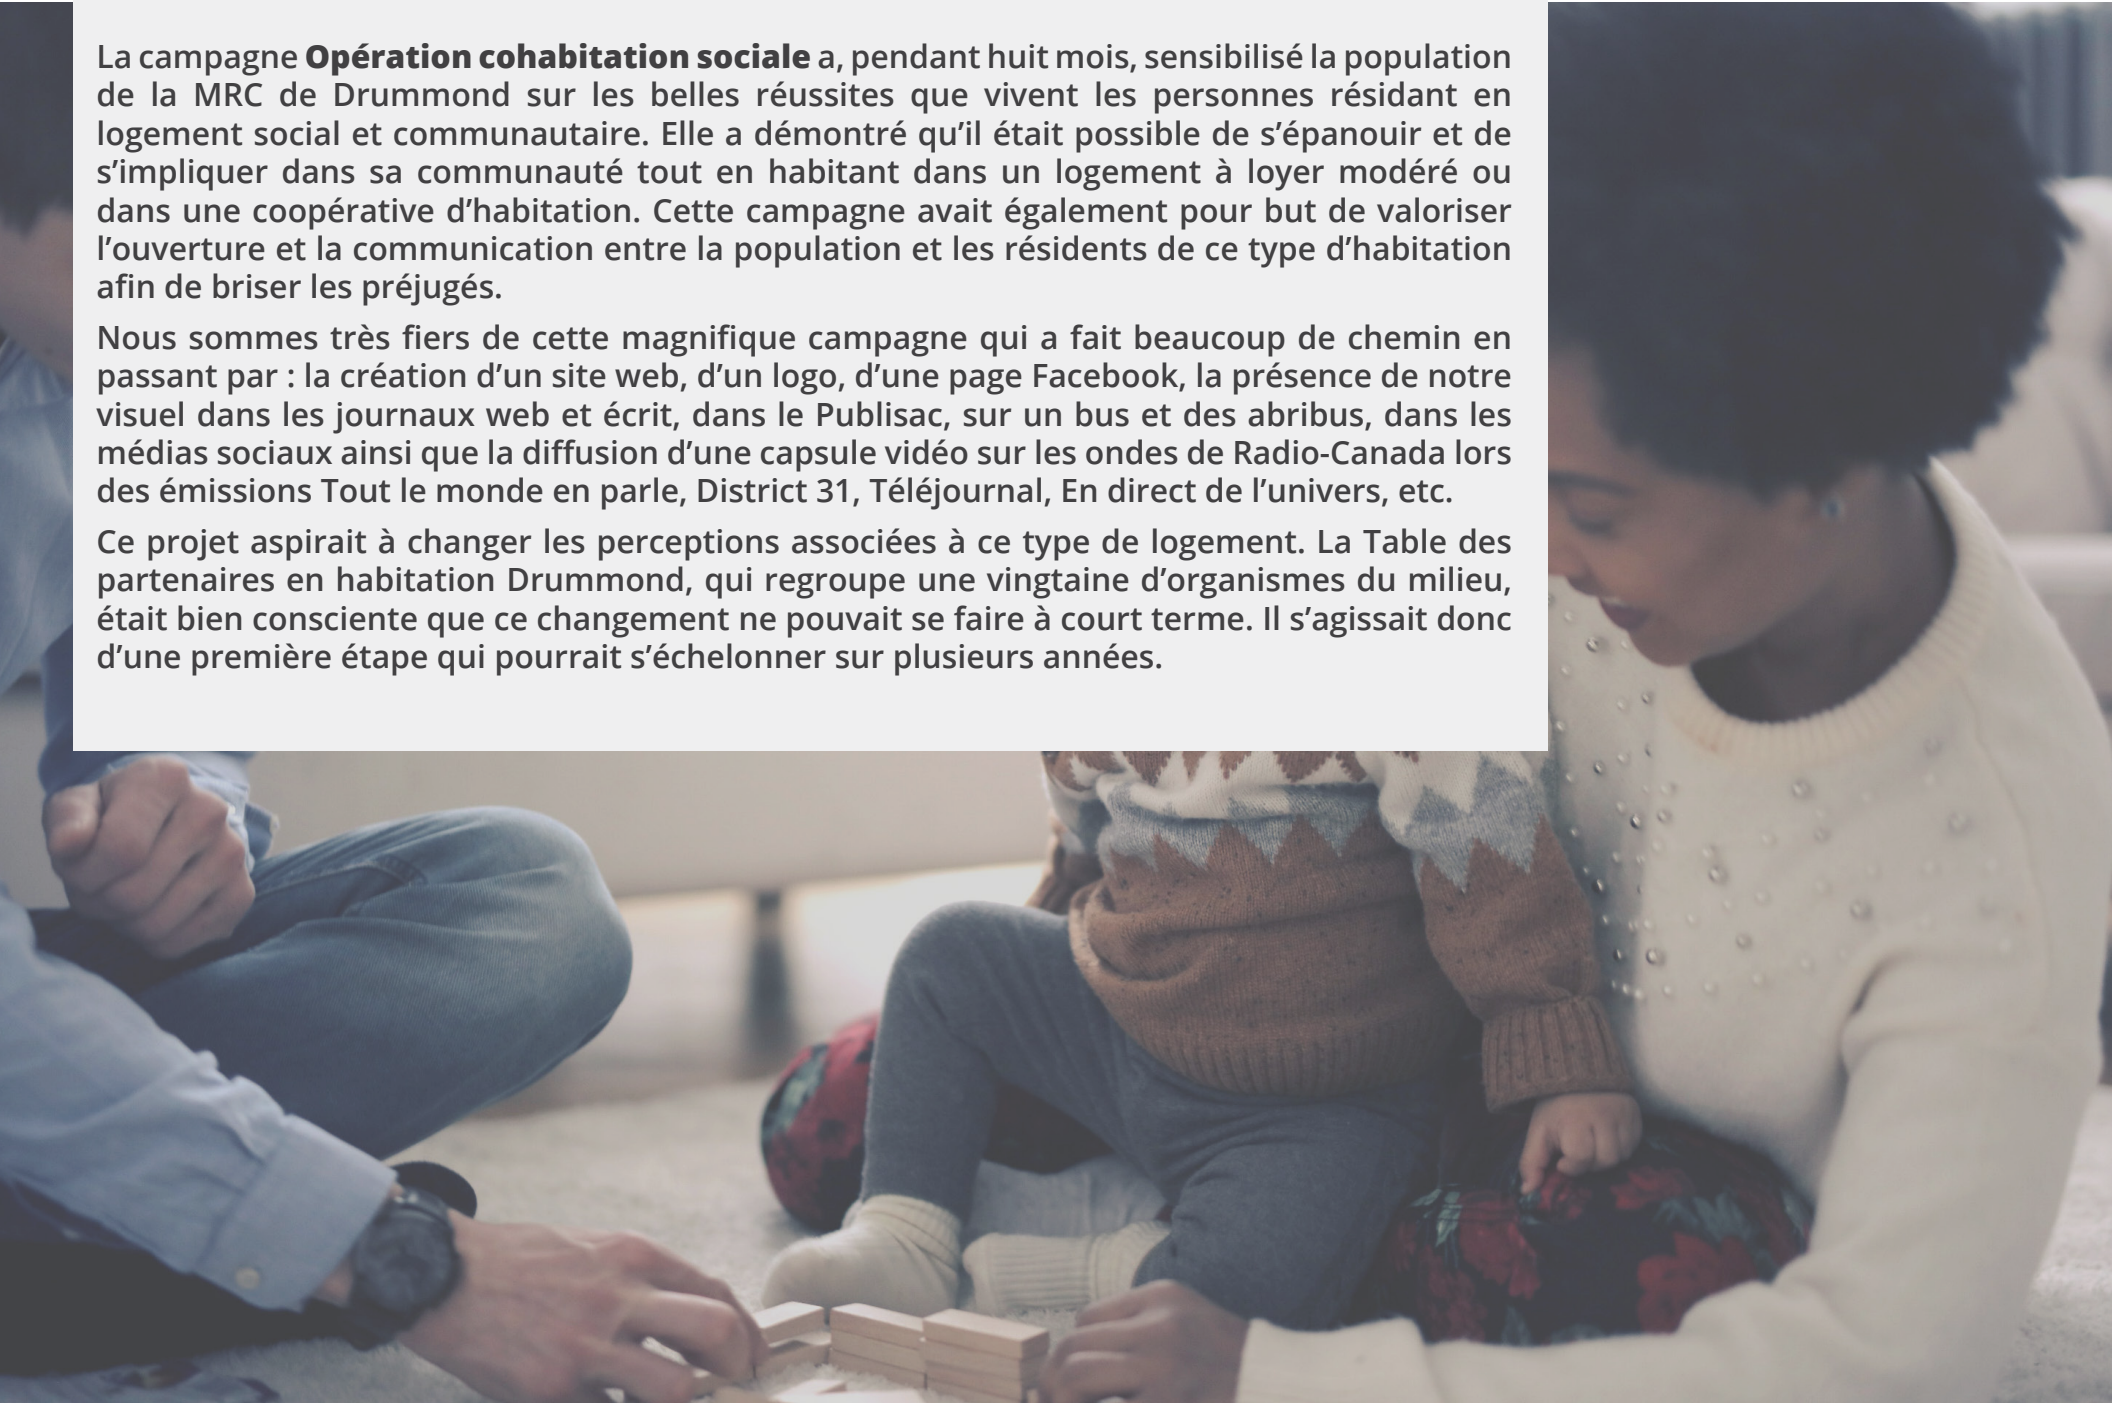 La campagne Opération cohabitation sociale a, pendant huit mois, sensibilisé la population
de la MRC de Drummond sur les belles réussites que vivent les personnes résidant en
logement social et communautaire. Elle a démontré qu’il était possible de s’épanouir et de
s’impliquer dans sa communauté tout en habitant dans un logement à loyer modéré ou
dans une coopérative d’habitation. Cette campagne avait également pour but de valoriser
l’ouverture et la communication entre la population et les résidents de ce type d’habitation
afin de briser les préjugés.
Nous sommes très fiers de cette magnifique campagne qui a fait beaucoup de chemin en
passant par : la création d’un site web, d’un logo, d’une page Facebook, la présence de notre
visuel dans les journaux web et écrit, dans le Publisac, sur un bus et des abribus, dans les
médias sociaux ainsi que la diffusion d’une capsule vidéo sur les ondes de Radio-Canada lors
des émissions Tout le monde en parle, District 31, Téléjournal, En direct de l’univers, etc.
Ce projet aspirait à changer les perceptions associées à ce type de logement. La Table des
partenaires en habitation Drummond, qui regroupe une vingtaine d’organismes du milieu,
était bien consciente que ce changement ne pouvait se faire à court terme. Il s’agissait donc
d’une première étape qui pourrait s’échelonner sur plusieurs années.